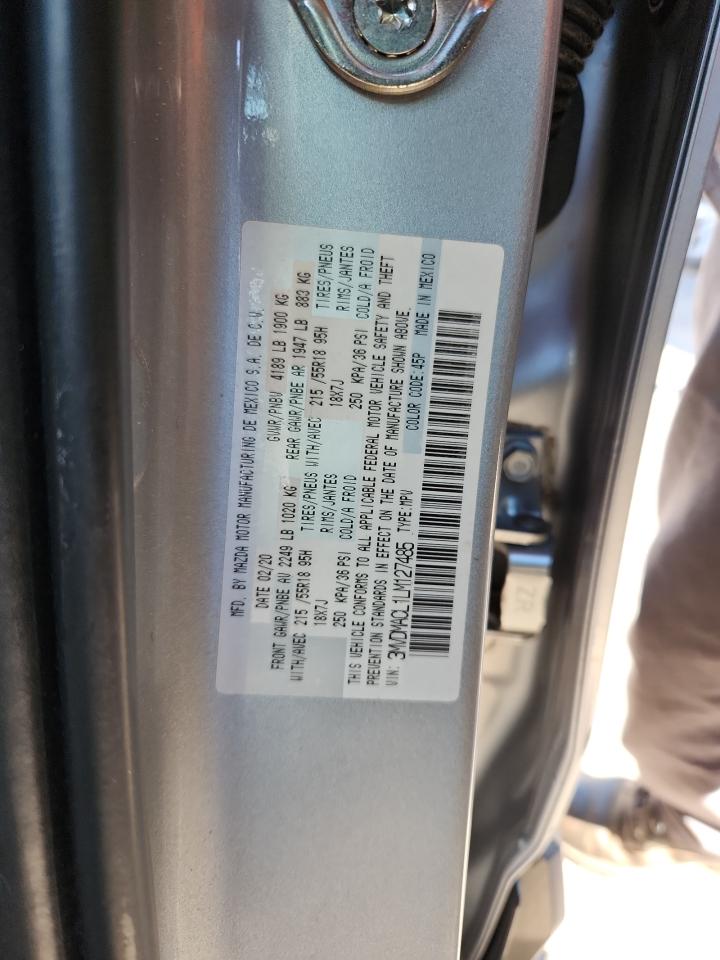 MFD. BY MAZDA MOTOR MANUFACTURING DE MEXICO S.A. DE C.V.
DATE 02/20 GVWR/PNBV 4189 LB 1900 KG
FRONT GAWR/PNBE AV 2249 LB 1020 KG REAR GAWR/PNBE AR 1947 LB 883 KG
WITH/AVEC 215 /55R18 95H TIRES/PNEUS WITH/AVEC 215 /55R18 95H TIRES/PNEUS
18X7J RIMS/JANTES 18X7J RIMS/JANTES
250 KPA/36 PSI COLD/A FROID 250 KPA/36 PSI COLD/A FROID
THIS VEHICLE CONFORMS TO ALL APPLICABLE FEDERAL MOTOR VEHICLE SAFETY AND THEFT
PREVENTION STANDARDS IN EFFECT ON THE DATE OF MANUFACTURE SHOWN ABOVE.
VIN: 3MVDMACL1LM127485 TYPE:MPV COLOR CODE:45P MADE IN MEXICO
ZR